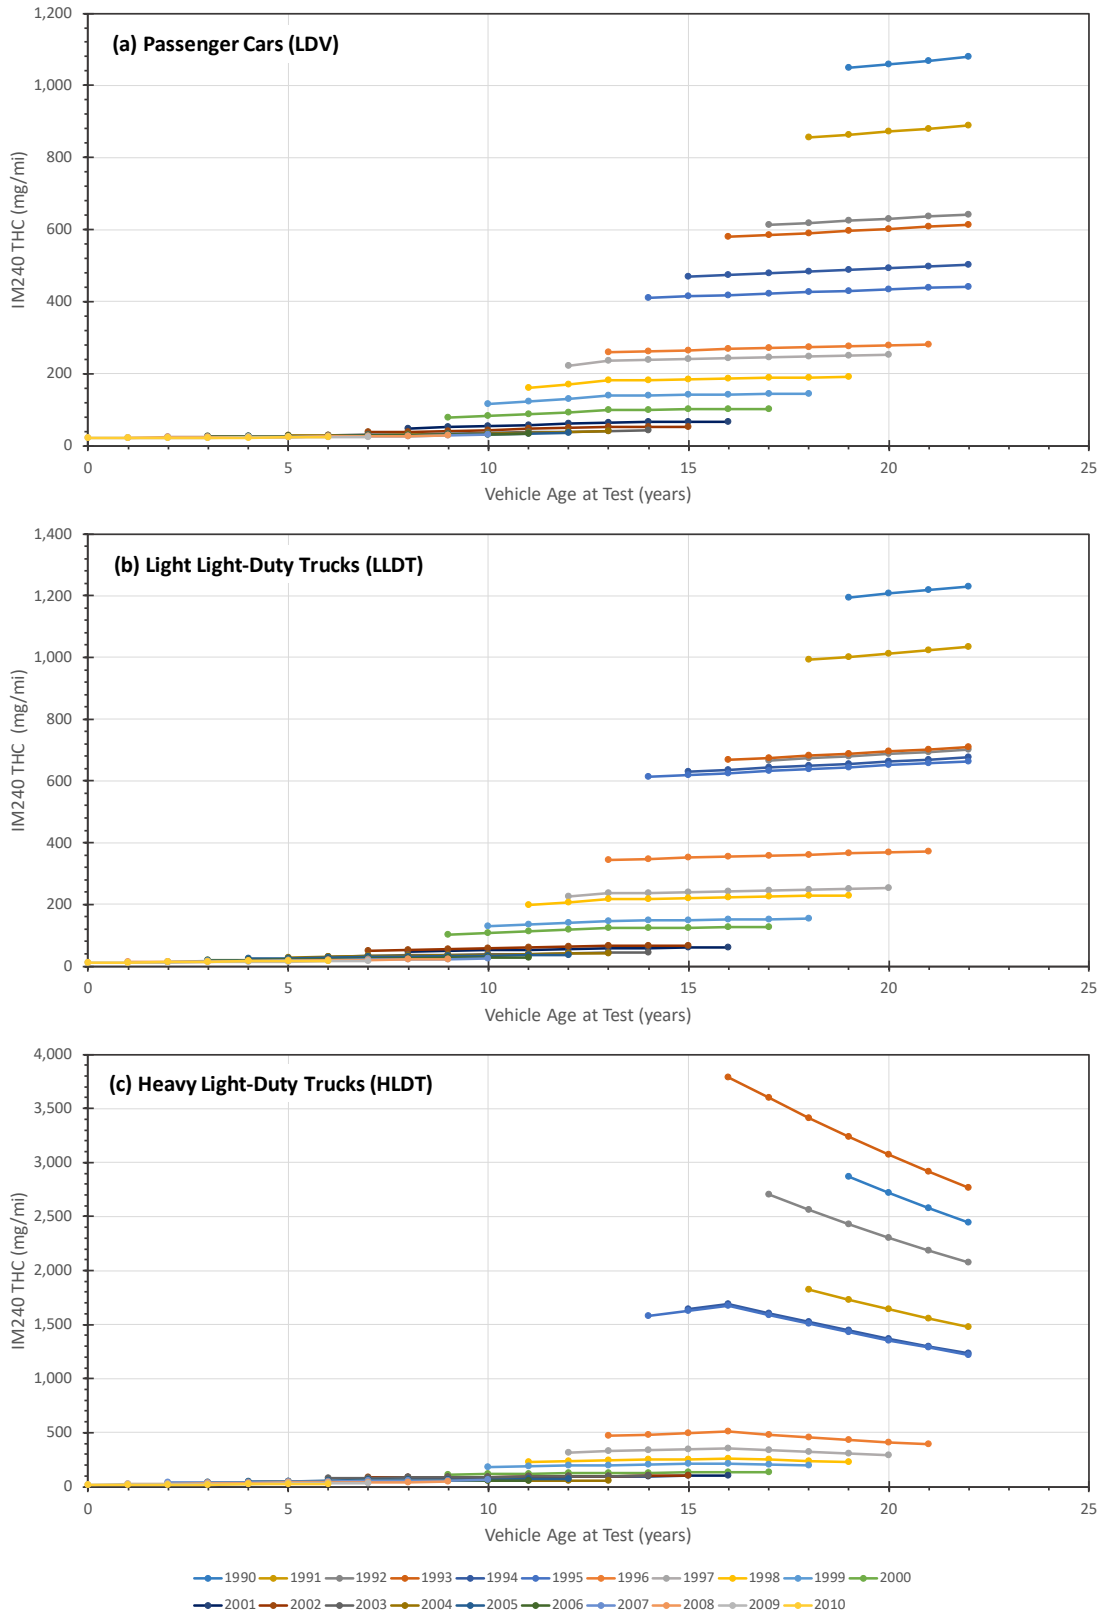 (a) Passenger Cars (LDV)
IM240 THC (mg/mi)
1,200
1,000
800
600
400
200
0
0 5 10 15 20 25
Vehicle Age at Test (years)
(b) Light Light-Duty Trucks (LLDT)
IM240 THC (mg/mi)
1,400
1,200
1,000
800
600
400
200
0
0 5 10 15 20 25
Vehicle Age at Test (years)
(c) Heavy Light-Duty Trucks (HLDT)
IM240 THC (mg/mi)
4,000
3,500
3,000
2,500
2,000
1,500
1,000
500
0
0 5 10 15 20 25
Vehicle Age at Test (years)
1990 1991 1992 1993 1994 1995 1996 1997 1998 1999 2000
2001 2002 2003 2004 2005 2006 2007 2008 2009 2010